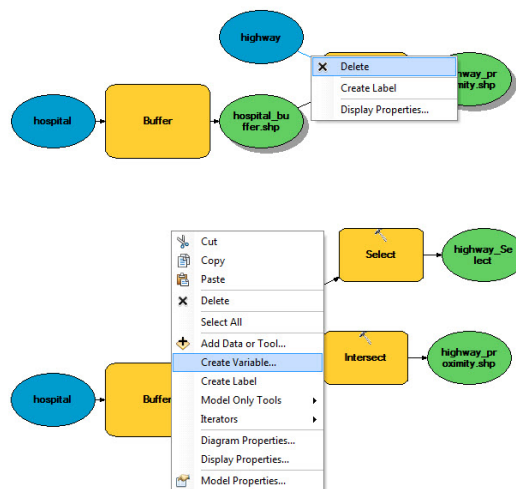 highway
Delete
Create Label
Display Properties...
hway_pr
mity.shp
hospital
Buffer
hospital_bu
ffer.shp
Cut
Copy
Paste
Delete
Select All
Add Data or Tool...
Create Variable...
Create Label
Model Only Tools
Iterators
Diagram Properties...
Display Properties...
Model Properties...
Select
highway_Se
lect
Intersect
highway_pr
oximity.shp
hospital
Buffer